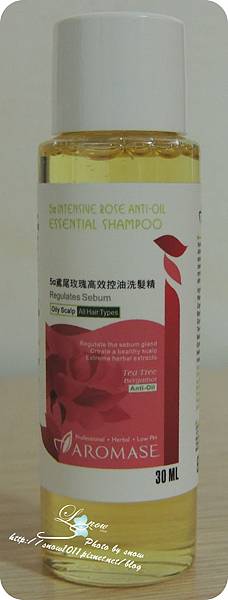 5α INTENSIVE ROSE ANTI-OIL
ESSENTIAL SHAMPOO
5α鳶尾玫瑰高效控油洗髮精
Regulates Sebum
Oily Scalp All Hair Types
Regulate the sebum gland
Create a healthy scalp
Extreme herbal extracts
Tea Tree
Bergamot
Anti-Oil
Professional • Herbal • Low PH
AROMASE
30 ML
Snow
Photo by snow
http://snow1011.pixnet.net/blog